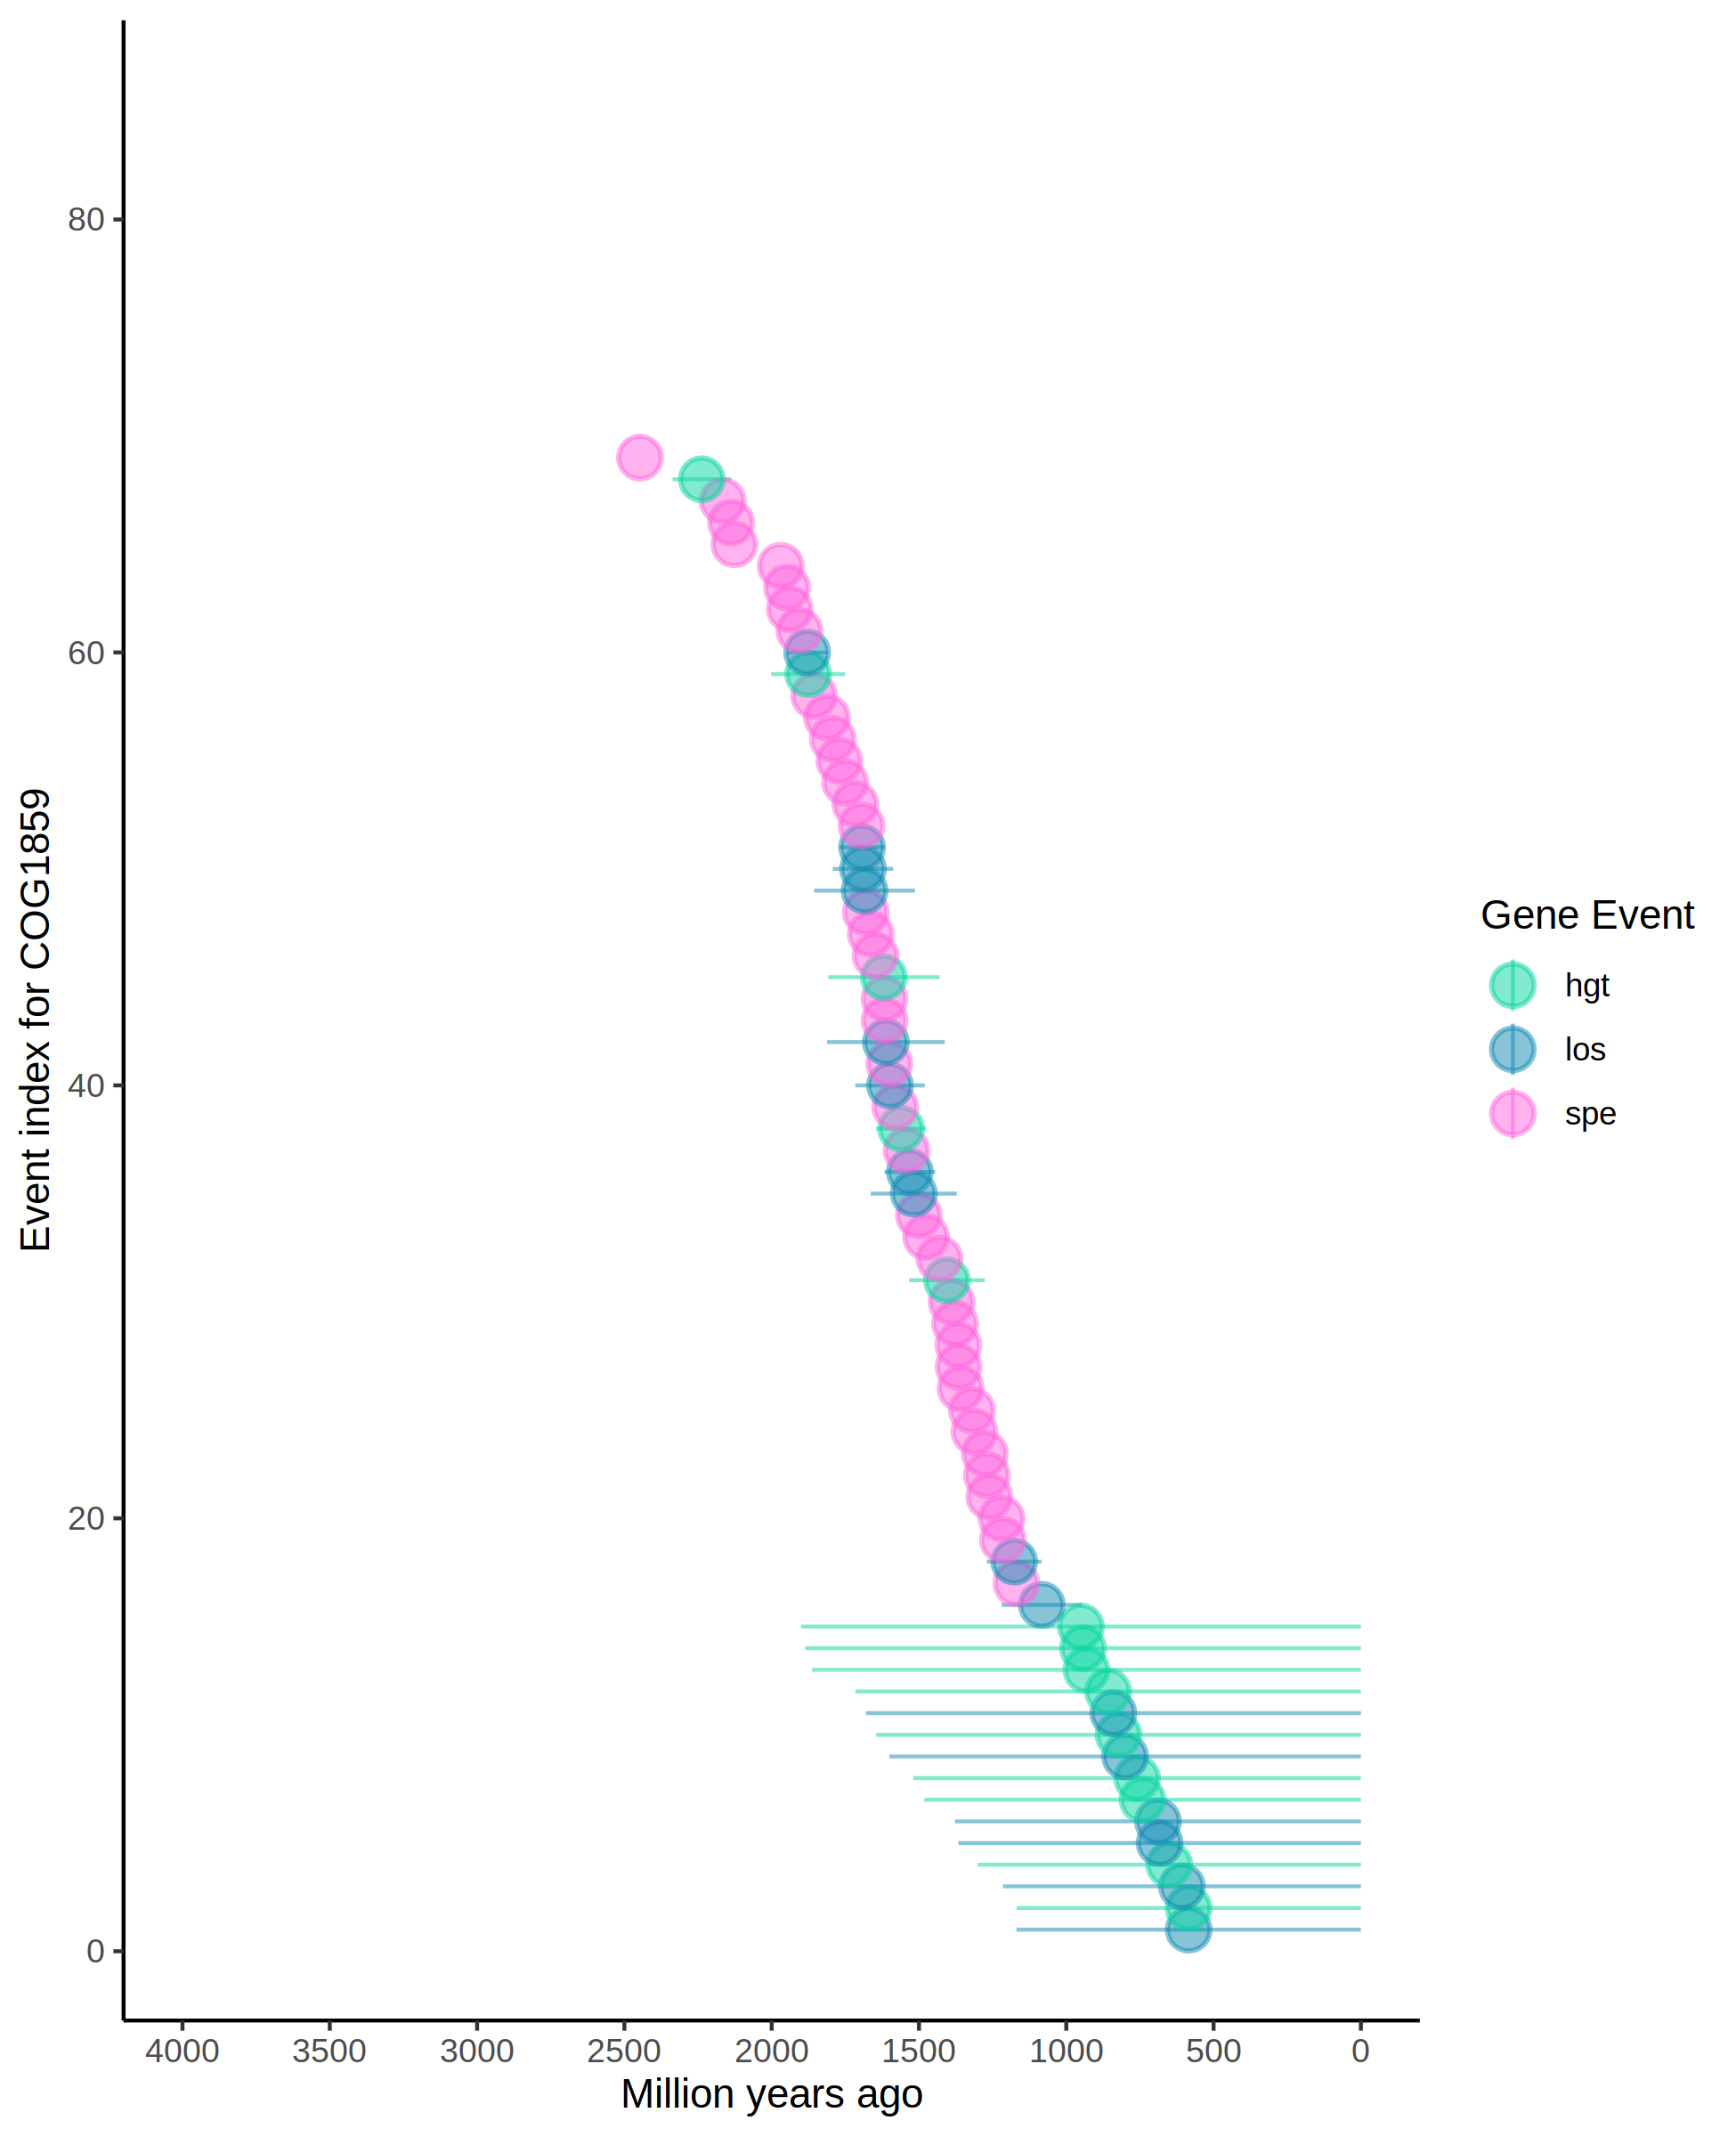 80
60
40
20
0
Event index for COG1859
4000 3500 3000 2500 2000 1500 1000 500 0
Million years ago
Gene Event
hgt
los
spe